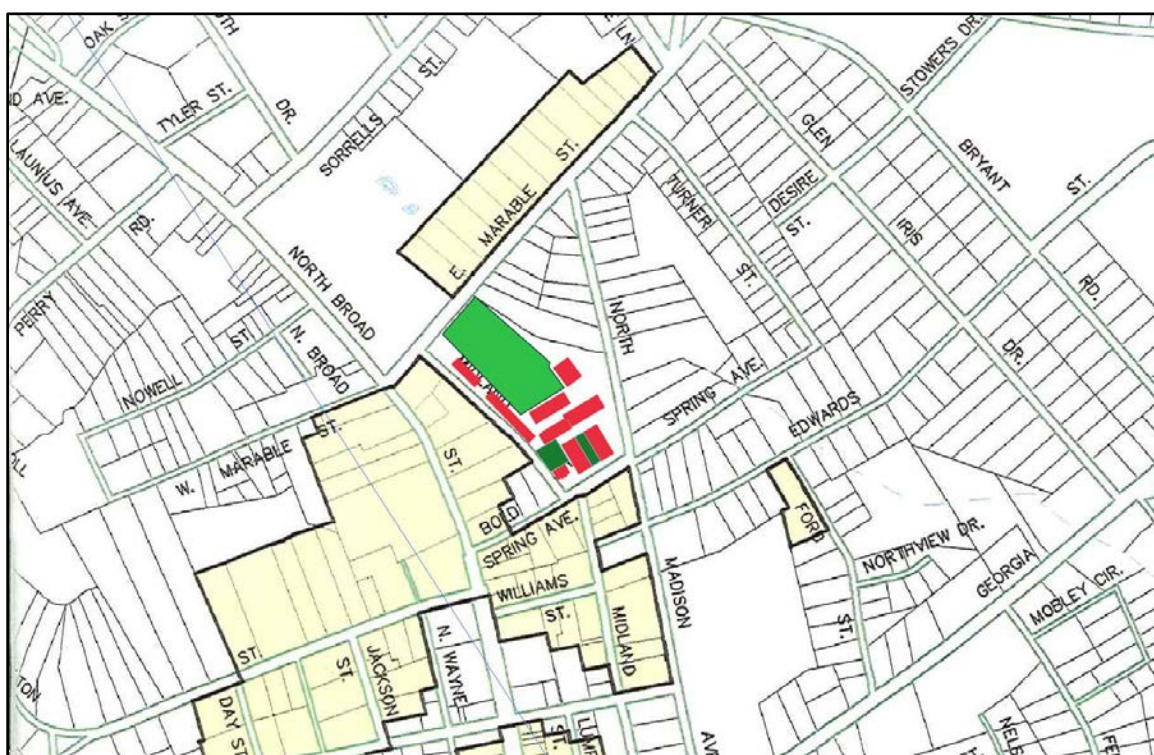 OAK
TYLER ST.
DR.
SORRELLS
ST.
LN
STOWERS DR.
GLEN
BRYANT
ST.
RD.
DESIRE
ST.
IRIS
DR.
TURNER
ST.
E. MARABLE ST.
D AVE.
LAUNIUS
AVE.
PERRY
RD.
NORTH BROAD
ST.
N. BROAD
ST.
NOWELL
ST.
W. MARABLE
NORTH
SPRING AVE.
EDWARDS
BOLD
SPRING AVE.
WILLIAMS
ST.
MIDLAND
MADISON
AVE
FORD
ST.
NORTHVIEW DR.
GEORGIA
MOBLEY CIR.
TON
ST.
DAY ST
ST.
JACKSON
N. WAYNE
ST.